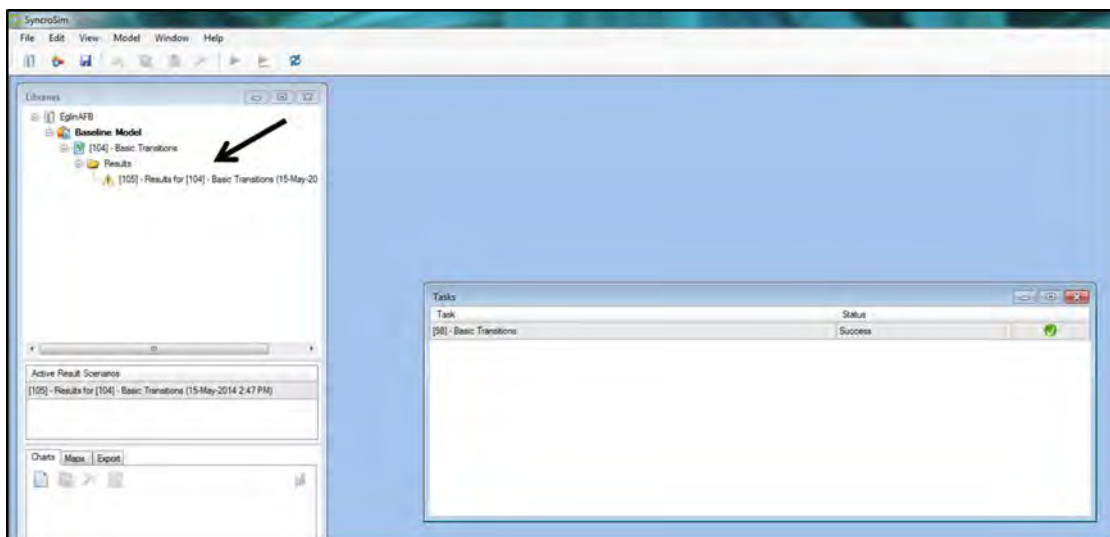 SyncroSim
File Edit View Model Window Help
Libraries
EglinAFB
Baseline Model
[104] - Basic Transitions
Results
[105] - Results for [104] - Basic Transitions (15-May-20
Active Result Scenarios
[105] - Results for [104] - Basic Transitions (15-May-2014 2:47 PM)
Charts Maps Export
Tasks
Task Status
[58] - Basic Transitions Success